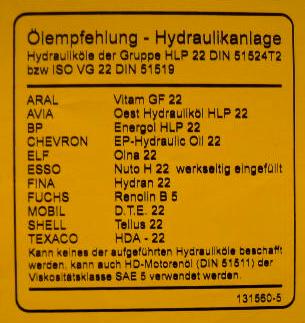 Ölempfehlung - Hydraulikanlage
Hydrauliköle der Gruppe HLP 22 DIN 51524T2
bzw ISO VG 22 DIN 51519
ARAL Vitam GF 22
AVIA Oest Hydrauliköl HLP 22
BP Energol HLP 22
CHEVRON EP-Hydraulic Oil 22
ELF Olna 22
ESSO Nuto H 22 werkseitig eingefüllt
FINA Hydran 22
FUCHS Renolin B 5
MOBIL D.T.E. 22
SHELL Tellus 22
TEXACO HDA - 22
Kann keines der aufgeführten Hydrauliköle beschafft
werden, kann auch HD-Motorenöl (DIN 51511) der
Viskositätsklasse SAE 5 verwendet werden.
131560-5